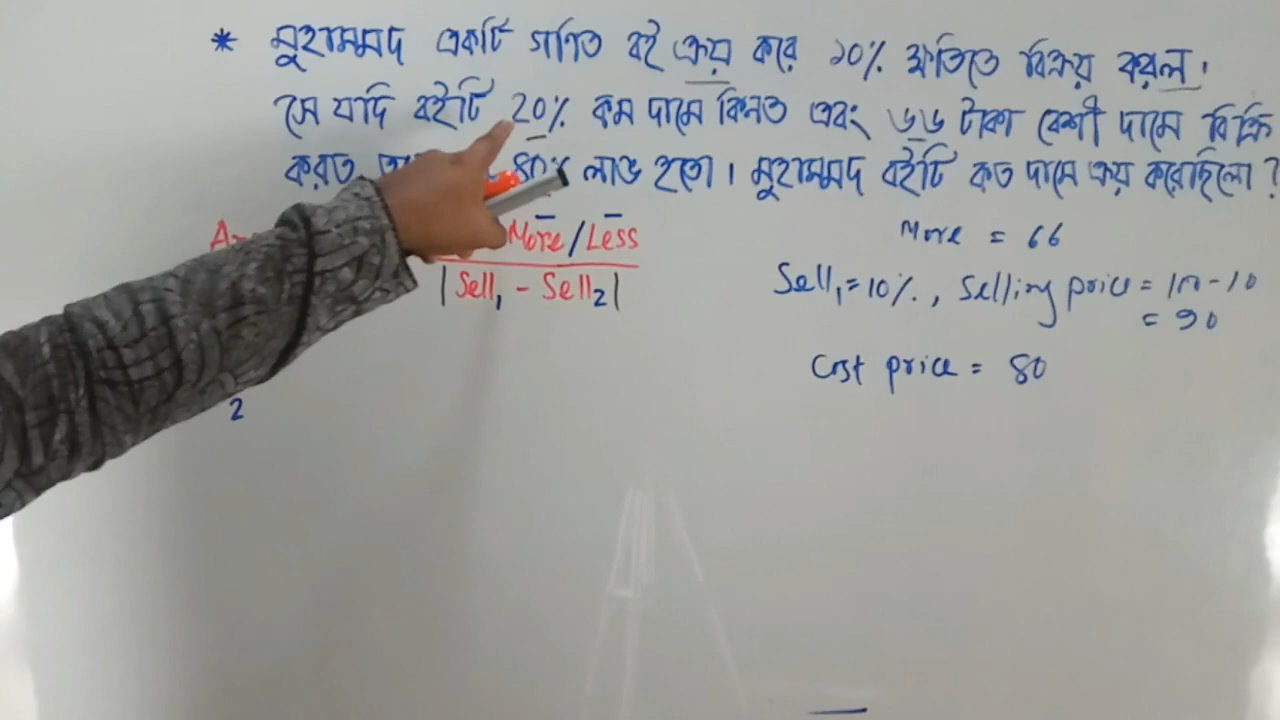 * মুহাম্মদ একটি গণিত বই ক্রয় করে ১০% ক্ষতিতে বিক্রয় করল।
সে যদি বইটি 20% কম দামে কিনত এবং ৬৬ টাকা বেশী দামে বিক্রি
করত 80% লাভ হতো। মুহাম্মদ বইটি কত দামে ক্রয় করেছিলো?
More/Less
|Sell₁ - Sell₂|
More = 66
Sell₁ = 10%, Selling price = 100 - 10
= 90
Cost price = 80
2